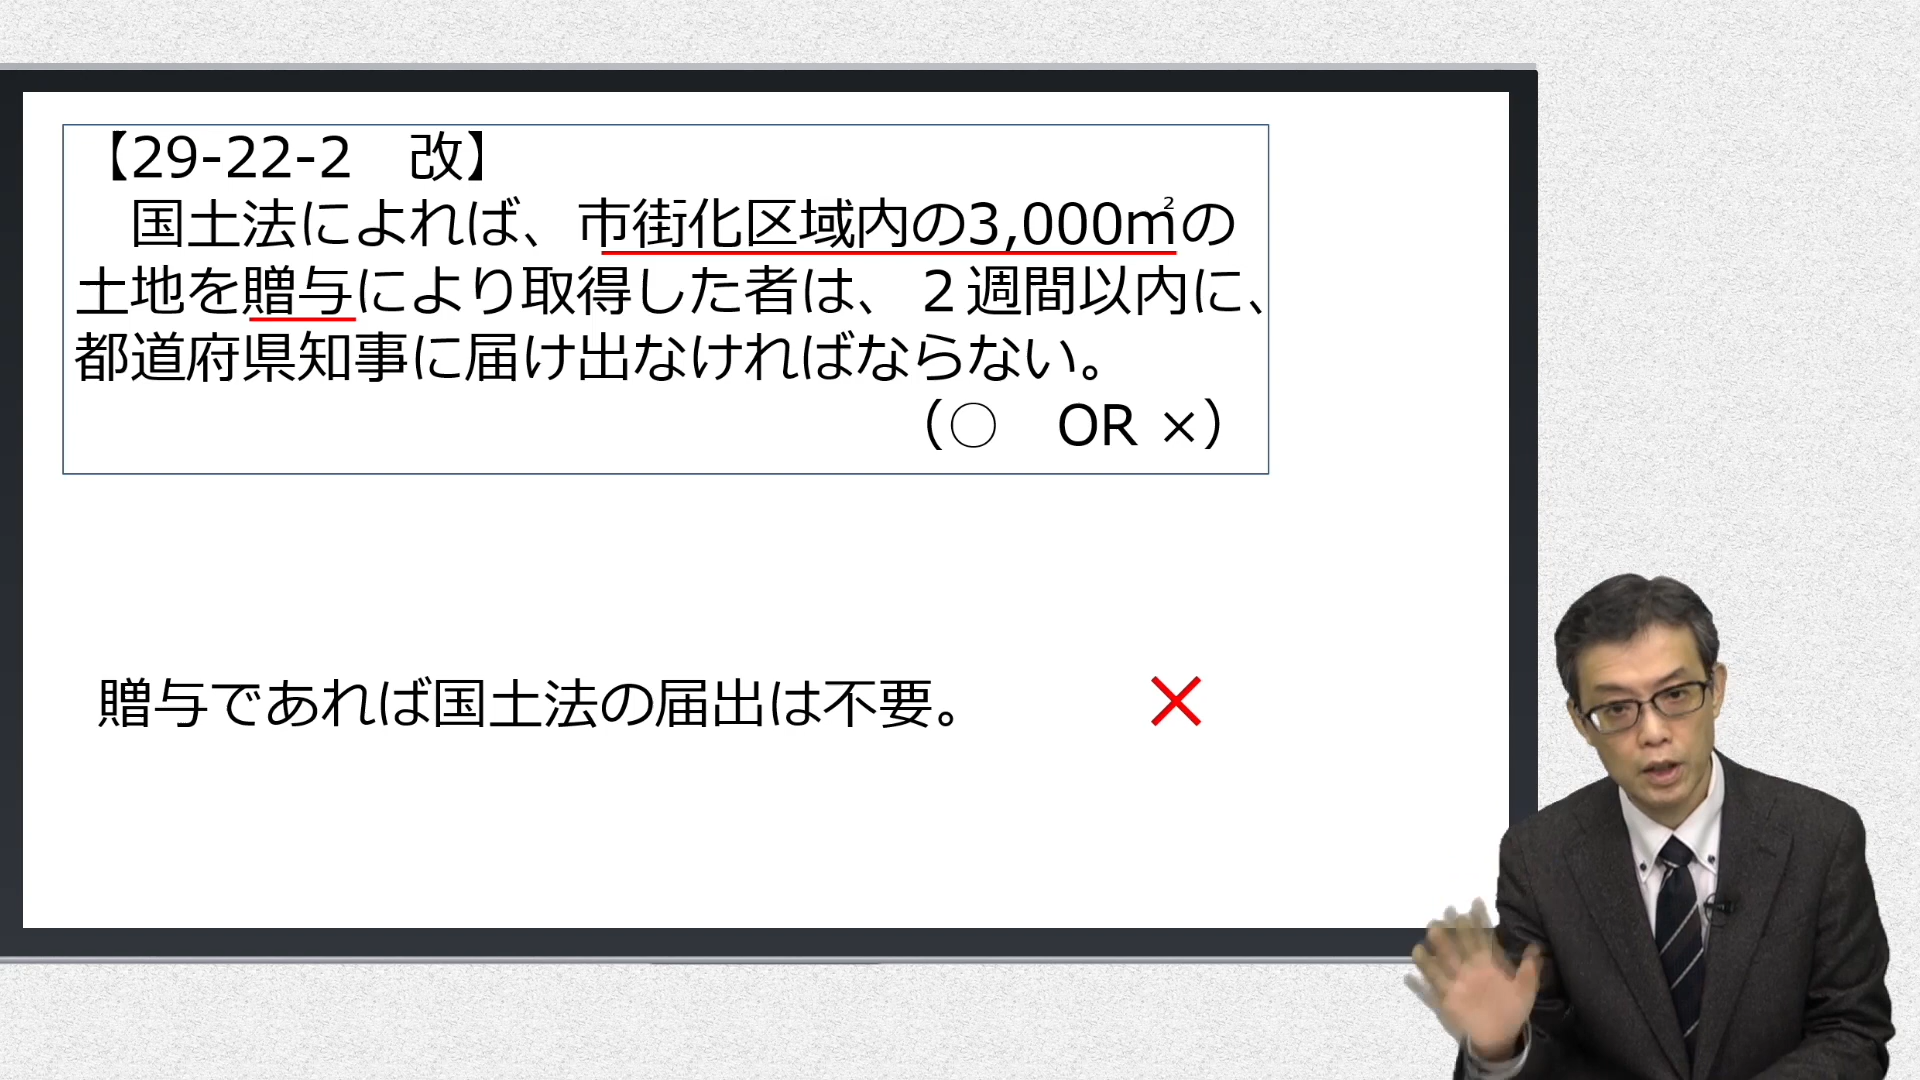 【29-22-2　改】
　国土法によれば、市街化区域内の3,000㎡の
土地を贈与により取得した者は、２週間以内に、
都道府県知事に届け出なければならない。
（○　OR ×）
贈与であれば国土法の届出は不要。　×